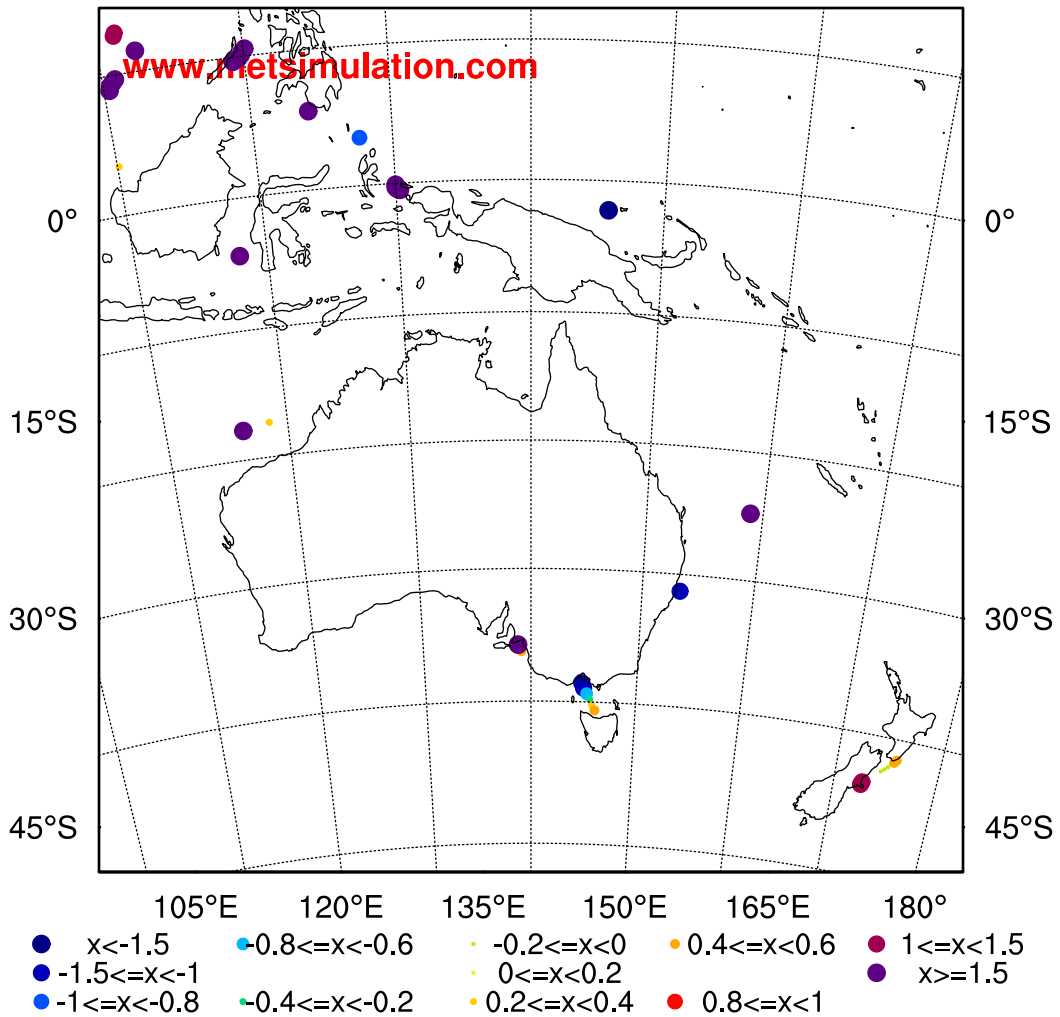 www.metsimulation.com
0° 0°
15°S 15°S
30°S 30°S
45°S 45°S
105°E 120°E 135°E 150°E 165°E 180°
x<-1.5 -0.8<=x<-0.6 -0.2<=x<0 0.4<=x<0.6 1<=x<1.5
-1.5<=x<-1 0<=x<0.2 x>=1.5
-1<=x<-0.8 -0.4<=x<-0.2 0.2<=x<0.4 0.8<=x<1